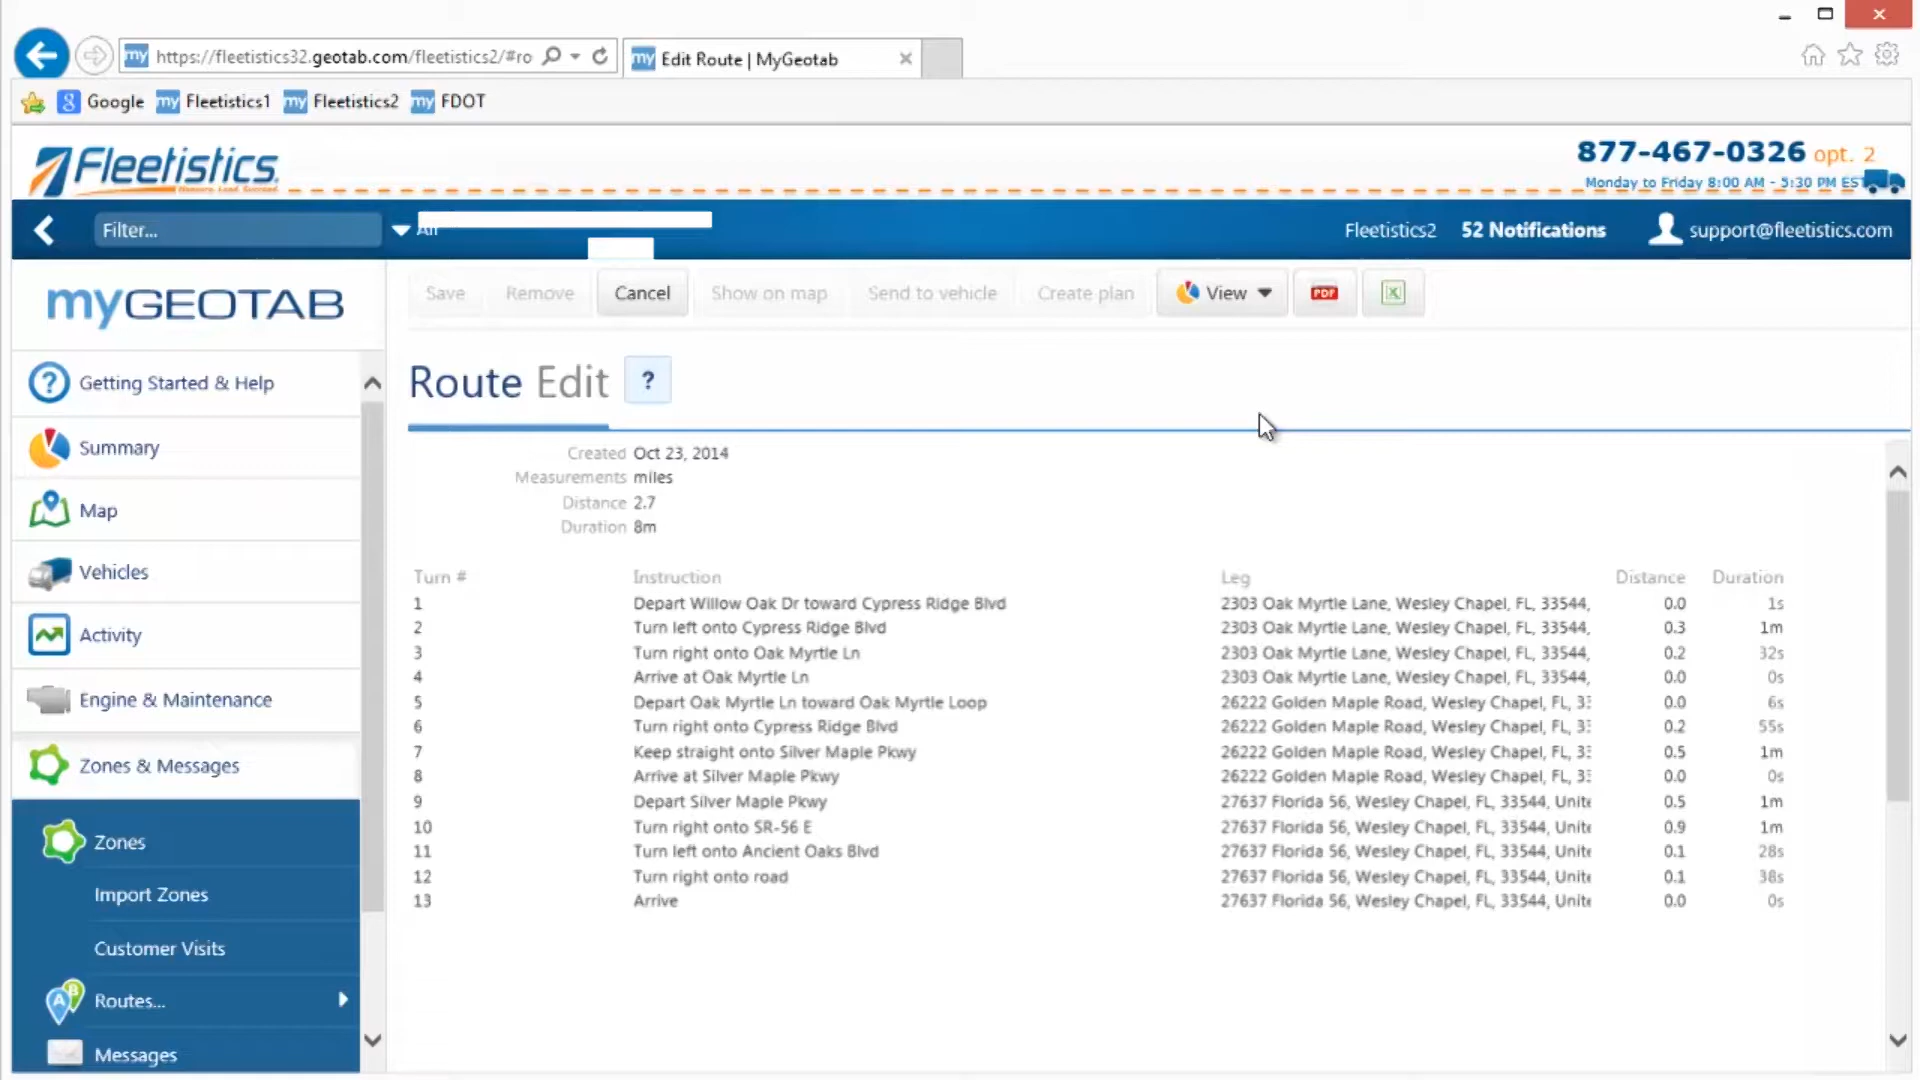 https://fleetistics32.geotab.com/fleetistics2/#ro
my Edit Route | MyGeotab
Google my Fleetistics1 my Fleetistics2 my FDOT
Fleetistics
877-467-0326 opt. 2
Monday to Friday 8:00 AM - 5:30 PM EST
Filter... All Fleetistics2 52 Notifications support@fleetistics.com
myGEOTAB
Save Remove Cancel Show on map Send to vehicle Create plan View PDF
Getting Started & Help
Summary
Map
Vehicles
Activity
Engine & Maintenance
Zones & Messages
Zones
Import Zones
Customer Visits
Routes...
Messages
Route Edit ?
Created Oct 23, 2014
Measurements miles
Distance 2.7
Duration 8m
Turn # Instruction Leg Distance Duration
1 Depart Willow Oak Dr toward Cypress Ridge Blvd 2303 Oak Myrtle Lane, Wesley Chapel, FL, 33544, 0.0 1s
2 Turn left onto Cypress Ridge Blvd 2303 Oak Myrtle Lane, Wesley Chapel, FL, 33544, 0.3 1m
3 Turn right onto Oak Myrtle Ln 2303 Oak Myrtle Lane, Wesley Chapel, FL, 33544, 0.2 32s
4 Arrive at Oak Myrtle Ln 2303 Oak Myrtle Lane, Wesley Chapel, FL, 33544, 0.0 0s
5 Depart Oak Myrtle Ln toward Oak Myrtle Loop 26222 Golden Maple Road, Wesley Chapel, FL, 33 0.0 6s
6 Turn right onto Cypress Ridge Blvd 26222 Golden Maple Road, Wesley Chapel, FL, 33 0.2 55s
7 Keep straight onto Silver Maple Pkwy 26222 Golden Maple Road, Wesley Chapel, FL, 33 0.5 1m
8 Arrive at Silver Maple Pkwy 26222 Golden Maple Road, Wesley Chapel, FL, 33 0.0 0s
9 Depart Silver Maple Pkwy 27637 Florida 56, Wesley Chapel, FL, 33544, Unite 0.5 1m
10 Turn right onto SR-56 E 27637 Florida 56, Wesley Chapel, FL, 33544, Unite 0.9 1m
11 Turn left onto Ancient Oaks Blvd 27637 Florida 56, Wesley Chapel, FL, 33544, Unite 0.1 28s
12 Turn right onto road 27637 Florida 56, Wesley Chapel, FL, 33544, Unite 0.1 38s
13 Arrive 27637 Florida 56, Wesley Chapel, FL, 33544, Unite 0.0 0s